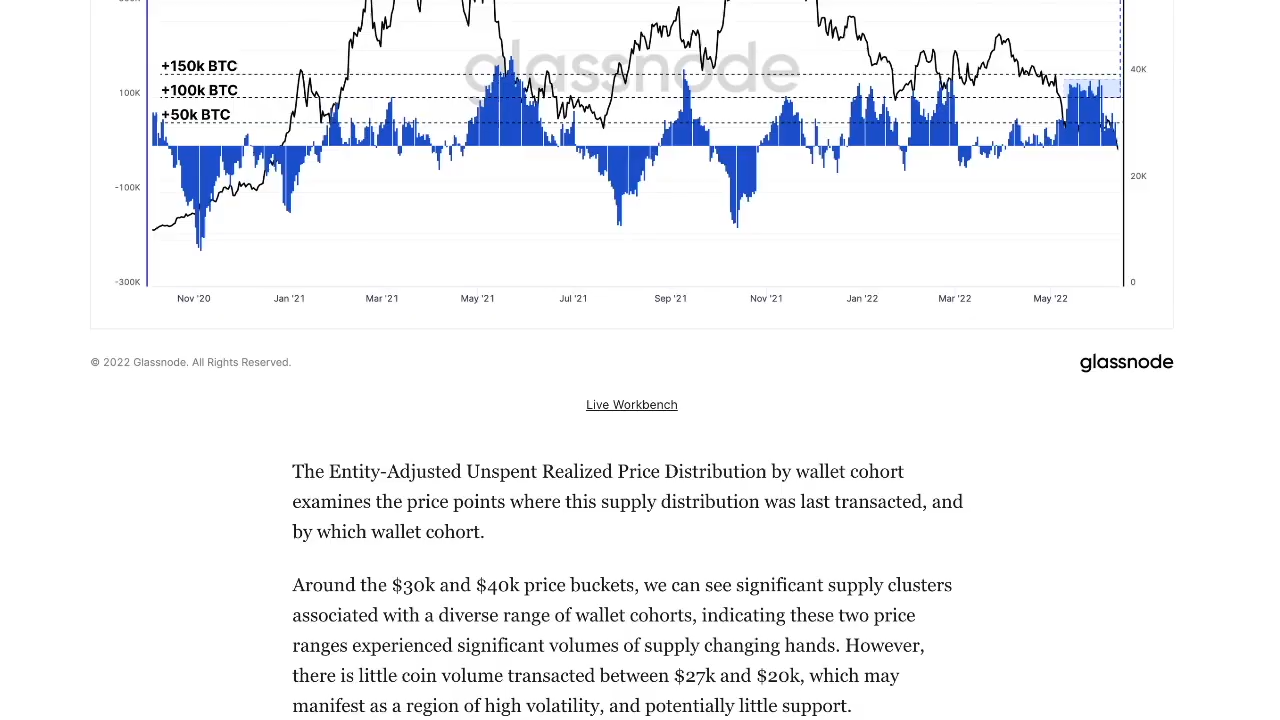 glassnode
+150k BTC
40K
+100k BTC
100K
+50k BTC
20K
-100K
-300K
0
Nov '20 Jan '21 Mar '21 May '21 Jul '21 Sep '21 Nov '21 Jan '22 Mar '22 May '22
© 2022 Glassnode. All Rights Reserved.
glassnode
Live Workbench
The Entity-Adjusted Unspent Realized Price Distribution by wallet cohort
examines the price points where this supply distribution was last transacted, and
by which wallet cohort.
Around the $30k and $40k price buckets, we can see significant supply clusters
associated with a diverse range of wallet cohorts, indicating these two price
ranges experienced significant volumes of supply changing hands. However,
there is little coin volume transacted between $27k and $20k, which may
manifest as a region of high volatility, and potentially little support.